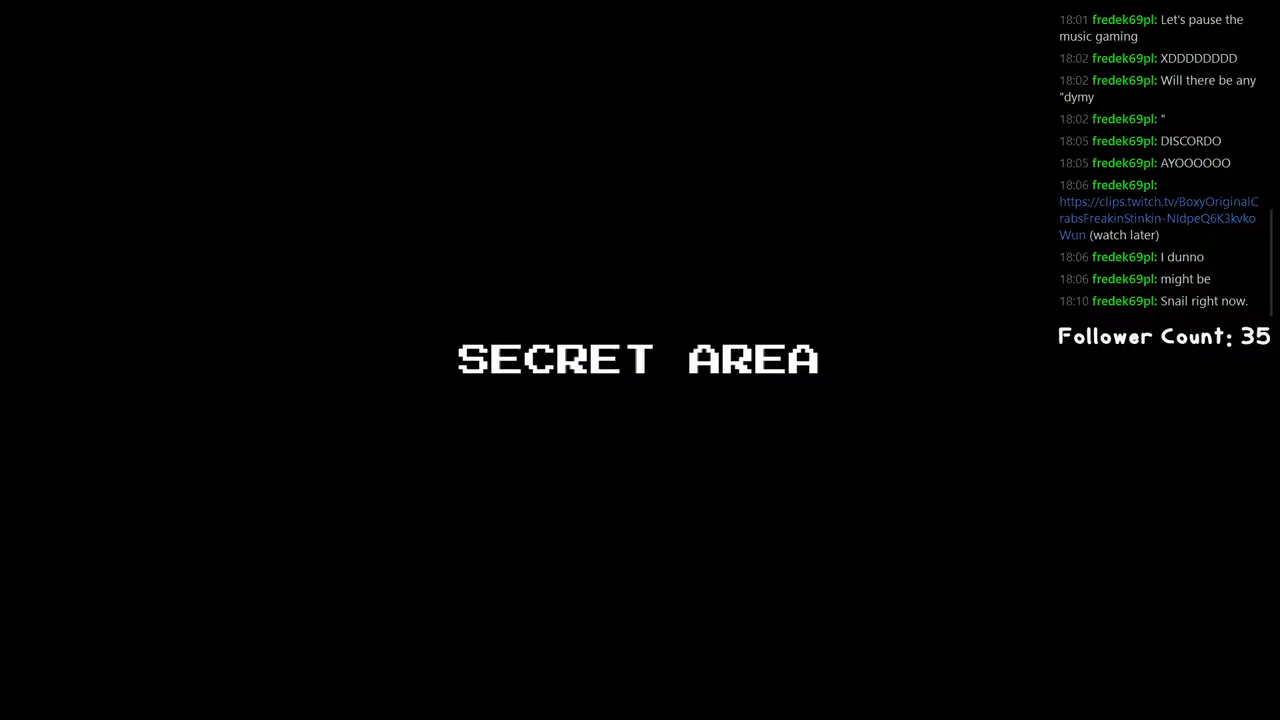 18:01 fredek69pl: Let's pause the
music gaming
18:02 fredek69pl: XDDDDDDDD
18:02 fredek69pl: Will there be any
"dymy
18:02 fredek69pl: "
18:05 fredek69pl: DISCORDO
18:05 fredek69pl: AYOOOOOO
18:06 fredek69pl:
https://clips.twitch.tv/BoxyOriginalC
rabsFreakinStinkin-NIdpeQ6K3kvko
Wun (watch later)
18:06 fredek69pl: I dunno
18:06 fredek69pl: might be
18:10 fredek69pl: Snail right now.
Follower Count: 35
SECRET AREA